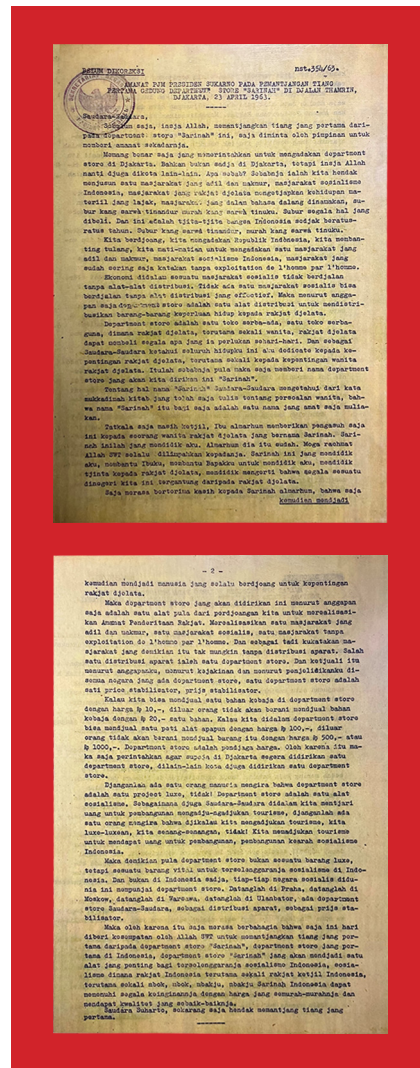 BELUM DIKOREKSI nst.354/63.
AMANAT PJM PRESIDEN SUKARNO PADA PEMANTJANGAN TIANG
PERTAMA GEDUNG DEPARTMENT STORE "SARINAH" DI DJALAN THAMRIN,
DJAKARTA, 23 APRIL 1963.
Saudara-Saudara,
Sebelum saja, insja Allah, menantjangkan tiang jang pertama dari-
pada department store "Sarinah", saja diminta oleh pimpinan untuk
memberi amanat sekadarnja.
Memang benar saja jang memerintahkan untuk mengadakan department
store di Djakarta. Bahkan bukan sadja di Djakarta, tetapi insja Allah
nanti djuga dikota lain-lain. Apa sebab? Sebabnja ialah kita hendak
menjusun satu masjarakat jang adil dan makmur, masjarakat sosialisme
Indonesia, masjarakat jang rakjat djelata mengetjapkan kehidupan ma-
teriil jang lajak, masjarakat jang dalam bahasa dalang dinamakan, su-
bur kang sarwa tinandur murah kang sarwa tinuku. Subur segala hal jang
dibeli. Dan ini adalah tjita-tjita bangsa Indonesia sedjak beratus-
ratus tahun. Subur kang sarwa tinandur, murah kang sarwa tinuku.
Kita berdjoang, kita mengadakan Republik Indonesia, kita memban-
ting tulang, kita mati-matian untuk mengadakan satu masjarakat jang
adil dan makmur, masjarakat socialisme Indonesia, masjarakat jang
sudah sering saja katakan tanpa exploitation de l'homme par l'homme.
Ekonomi didalam sesuatu masjarakat sosialis tidak berdjalan
tanpa alat-alat distribusi. Tidak ada satu masjarakat sosialis bisa
berdjalan tanpa alat distribusi jang effectief. Maka menurut angga-
pan saja department store adalah satu alat distribusi untuk mendistri-
busikan barang-barang keperluan hidup kepada rakjat djelata.
Department store adalah satu toko serba-ada, satu toko serba-
guna, dimana rakjat djelata, terutama sekali wanita, rakjat djelata
dapat membeli segala apa jang ia perlukan sehari-hari. Dan sebagai
Saudara-Saudara ketahui seluruh hidupku ini aku dedicate kepada ke-
pentingan rakjat djelata, terutama sekali kepada kepentingan wanita
rakjat djelata. Itulah sebabnja pula maka saja memberi nama department
store jang akan kita dirikan ini "Sarinah".
Tentang hal nama "Sarinah" Saudara-Saudara mengetahui dari kata
mukkadimah kitab jang telah saja tulis tentang persoalan wanita, bah-
wa nama "Sarinah" itu bagi saja adalah satu nama jang amat saja mulia-
kan.
Tatkala saja masih ketjil, Ibu almarhum memberikan pengasuh saja
ini kepada seorang wanita rakjat djelata jang bernama Sarinah. Sari-
nah inilah jang mendidik aku. Almarhum dia itu sudah. Moga rachmat
Allah SWT selalu dilimpahkan kepadanja. Sarinah ini jang mendidik
aku, membantu Ibuku, membantu Bapakku untuk mendidik aku, mendidik
tjinta kepada rakjat djelata, mendidik mengerti bahwa segala sesuatu
dinegeri kita ini tergantung daripada rakjat djelata.
Saja merasa berterima kasih kepada Sarinah almarhum, bahwa saja
kemudian mendjadi
- 2 -
kemudian mendjadi manusia jang selalu berdjoang untuk kepentingan
rakjat djelata.
Maka department store jang akan didirikan ini menurut anggapan
saja adalah satu alat pula dari perdjoangan kita untuk merealisasi-
kan Ammat Penderitaan Rakjat. Merealisasikan satu masjarakat jang
adil dan makmur, satu masjarakat sosialis, satu masjarakat tanpa
exploitation de l'homme par l'homme. Dan sebagai tadi kukatakan ma-
sjarakat jang demikian itu tak mungkin tanpa distribusi aparat. Salah
satu distribusi aparat ialah satu department store. Dan ketjuali itu
menurut anggapanku, menurut kejakinan dan menurut penjelidikanku di-
semua negara jang ada department store, satu department store adalah
satu price stabilisator, prijs stabilisator.
Kalau kita bisa mendjual satu bahan kebaja di department store
dengan harga Rp 10,-, diluar orang tidak akan berani mendjual bahan
kebaja dengan Rp 20,- satu bahan. Kalau kita didalam department store
bisa mendjual satu peti alat apapun dengan harga Rp 100,-, diluar
orang tidak akan berani mendjual barang itu dengan harga Rp 500,- atau
Rp 1000,-. Department store adalah pendjaga harga. Oleh karena itu ma-
ka saja perintahkan agar supaja di Djakarta segera didirikan satu
department store, dilain-lain kota djuga didirikan satu department
store.
Djanganlah ada satu orang manusia mengira bahwa department store
adalah satu project luxe, tidak! Department store adalah satu alat
sosialisme. Sebagaimana djuga Saudara-Saudara didalam kita mentjari
uang untuk pembangunan mengadju-ngadjukan tourisme, djanganlah ada
satu orang mengira bahwa djikalau kita mengadjukan tourisme, kita
luxe-luxean, kita senang-senangan, tidak! Kita memadjukan tourisme
untuk mendapat uang untuk pembangunan, pembangunan kearah sosialisme
Indonesia.
Maka demikian pula department store bukan sesuatu barang luxe,
tetapi sesuatu barang vital untuk terselenggaranja sosialisme di Indo-
nesia. Dan bukan di Indonesia sadja, tiap-tiap negara sosialis didu-
nia ini mempunjai department store. Datanglah di Praha, datanglah di
Moskow, datanglah di Warsawa, datanglah di Ulanbator, ada department
store Saudara-Saudara, sebagai distribusi aparat, sebagai prijs sta-
bilisator.
Maka oleh karena itu saja merasa berbahagia bahwa saja ini hari
diberi kesempatan oleh Allah SWT untuk menantjangkan tiang jang per-
tama daripada department store "Sarinah", department store jang per-
tama di Indonesia, department store "Sarinah" jang akan mendjadi satu
alat jang penting bagi terselenggaranja sosialisme Indonesia, sosia-
lisme dimana rakjat Indonesia terutama sekali rakjat ketjil Indonesia,
terutama sekali mbok, mbok, mbakju, mbakju Sarinah Indonesia dapat
memenuhi segala keinginannja dengan harga jang semurah-murahnja dan
mendapat kwalitet jang sebaik-baiknja.
Saudara Suharto, sekarang saja hendak menantjang tiang jang
pertama.